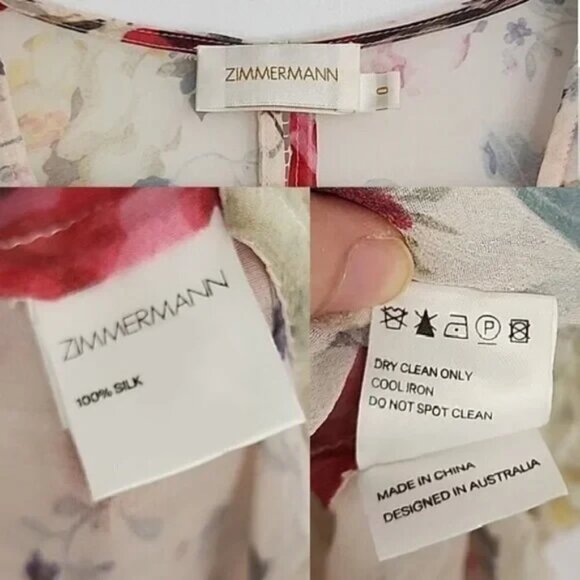 ZIMMERMANN
0
ZIMMERMANN
100% SILK
P
DRY CLEAN ONLY
COOL IRON
DO NOT SPOT CLEAN
MADE IN CHINA
DESIGNED IN AUSTRALIA